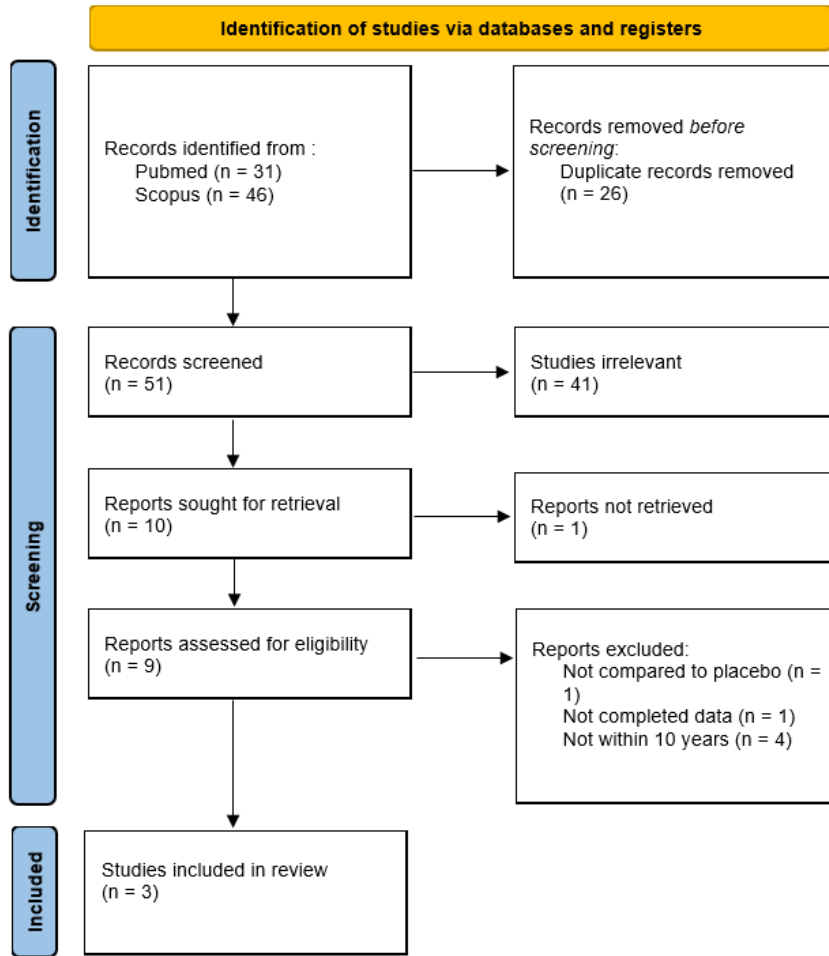 Identification of studies via databases and registers
Identification
Records identified from :
Pubmed (n = 31)
Scopus (n = 46)
Records removed before
screening:
Duplicate records removed
(n = 26)
Screening
Records screened
(n = 51)
Studies irrelevant
(n = 41)
Reports sought for retrieval
(n = 10)
Reports not retrieved
(n = 1)
Reports assessed for eligibility
(n = 9)
Reports excluded:
Not compared to placebo (n =
1)
Not completed data (n = 1)
Not within 10 years (n = 4)
Included
Studies included in review
(n = 3)